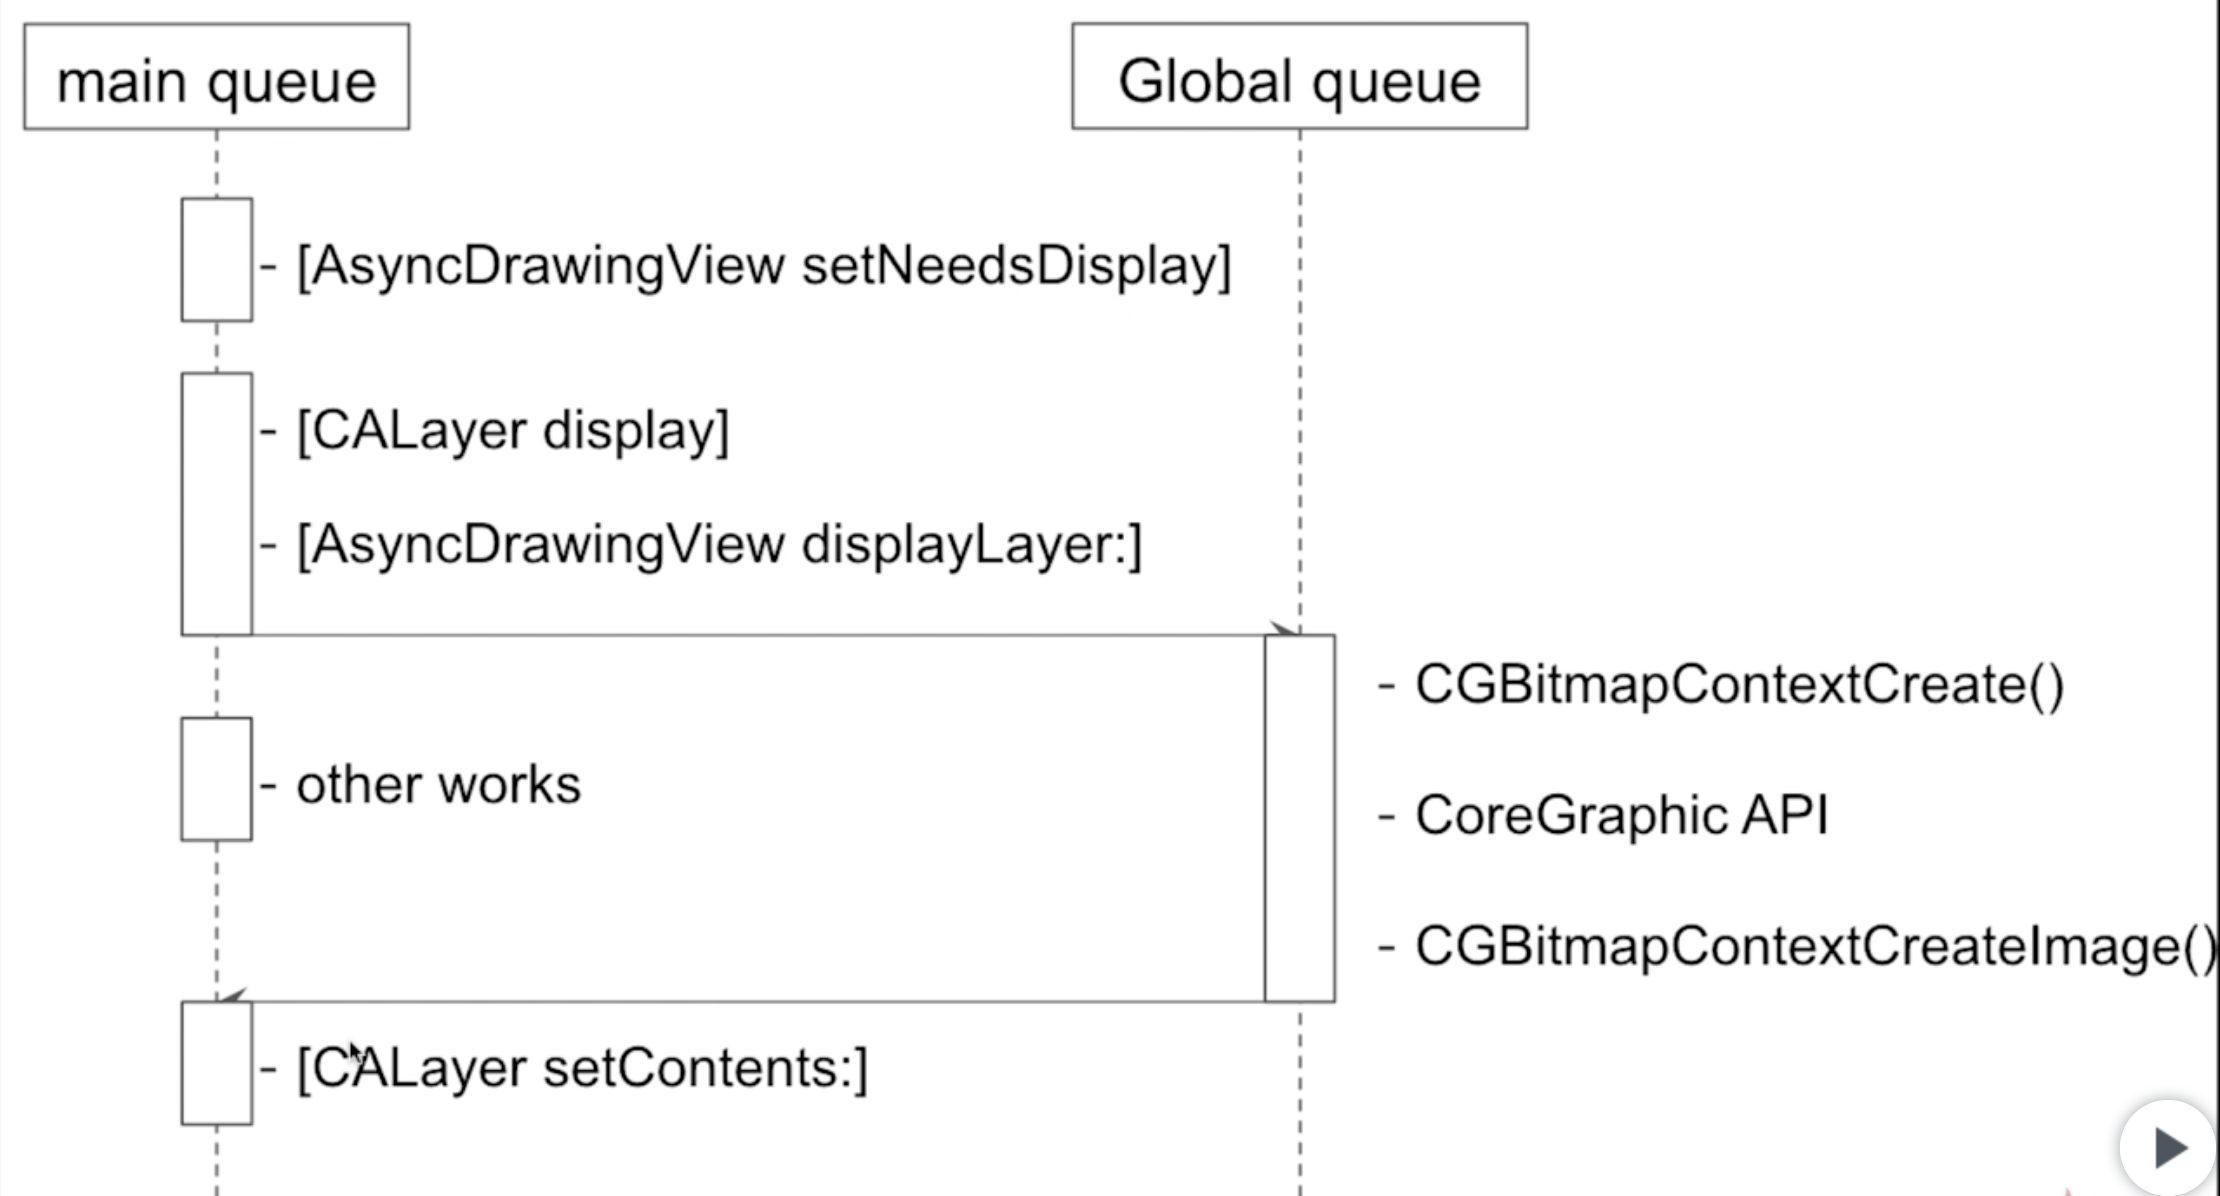 main queue
Global queue
- [AsyncDrawingView setNeedsDisplay]
- [CALayer display]
- [AsyncDrawingView displayLayer:]
- CGBitmapContextCreate()
- other works
- CoreGraphic API
- CGBitmapContextCreateImage()
- [CALayer setContents:]